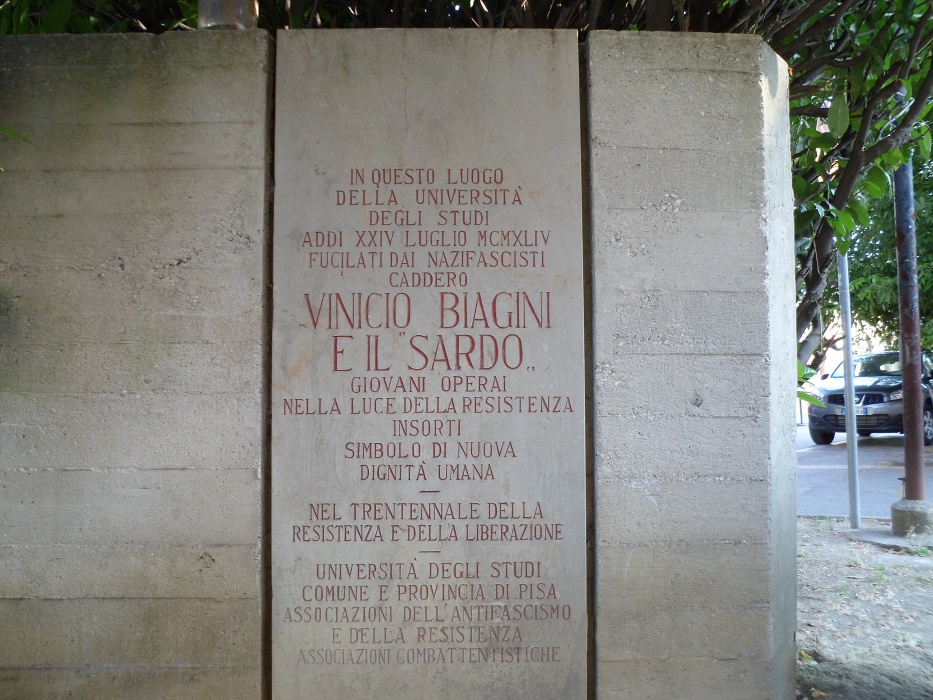 IN QUESTO LUOGO
DELLA UNIVERSITÀ
DEGLI STUDI
ADDI XXIV LUGLIO MCMXLIV
FUCILATI DAI NAZIFASCISTI
CADDERO
VINICIO BIAGINI
E IL "SARDO"
GIOVANI OPERAI
NELLA LUCE DELLA RESISTENZA
INSORTI
SIMBOLO DI NUOVA
DIGNITÀ UMANA
—
NEL TRENTENNALE DELLA
RESISTENZA E DELLA LIBERAZIONE
—
UNIVERSITÀ DEGLI STUDI
COMUNE E PROVINCIA DI PISA
ASSOCIAZIONI DELL'ANTIFASCISMO
E DELLA RESISTENZA
ASSOCIAZIONI COMBATTENTISTICHE